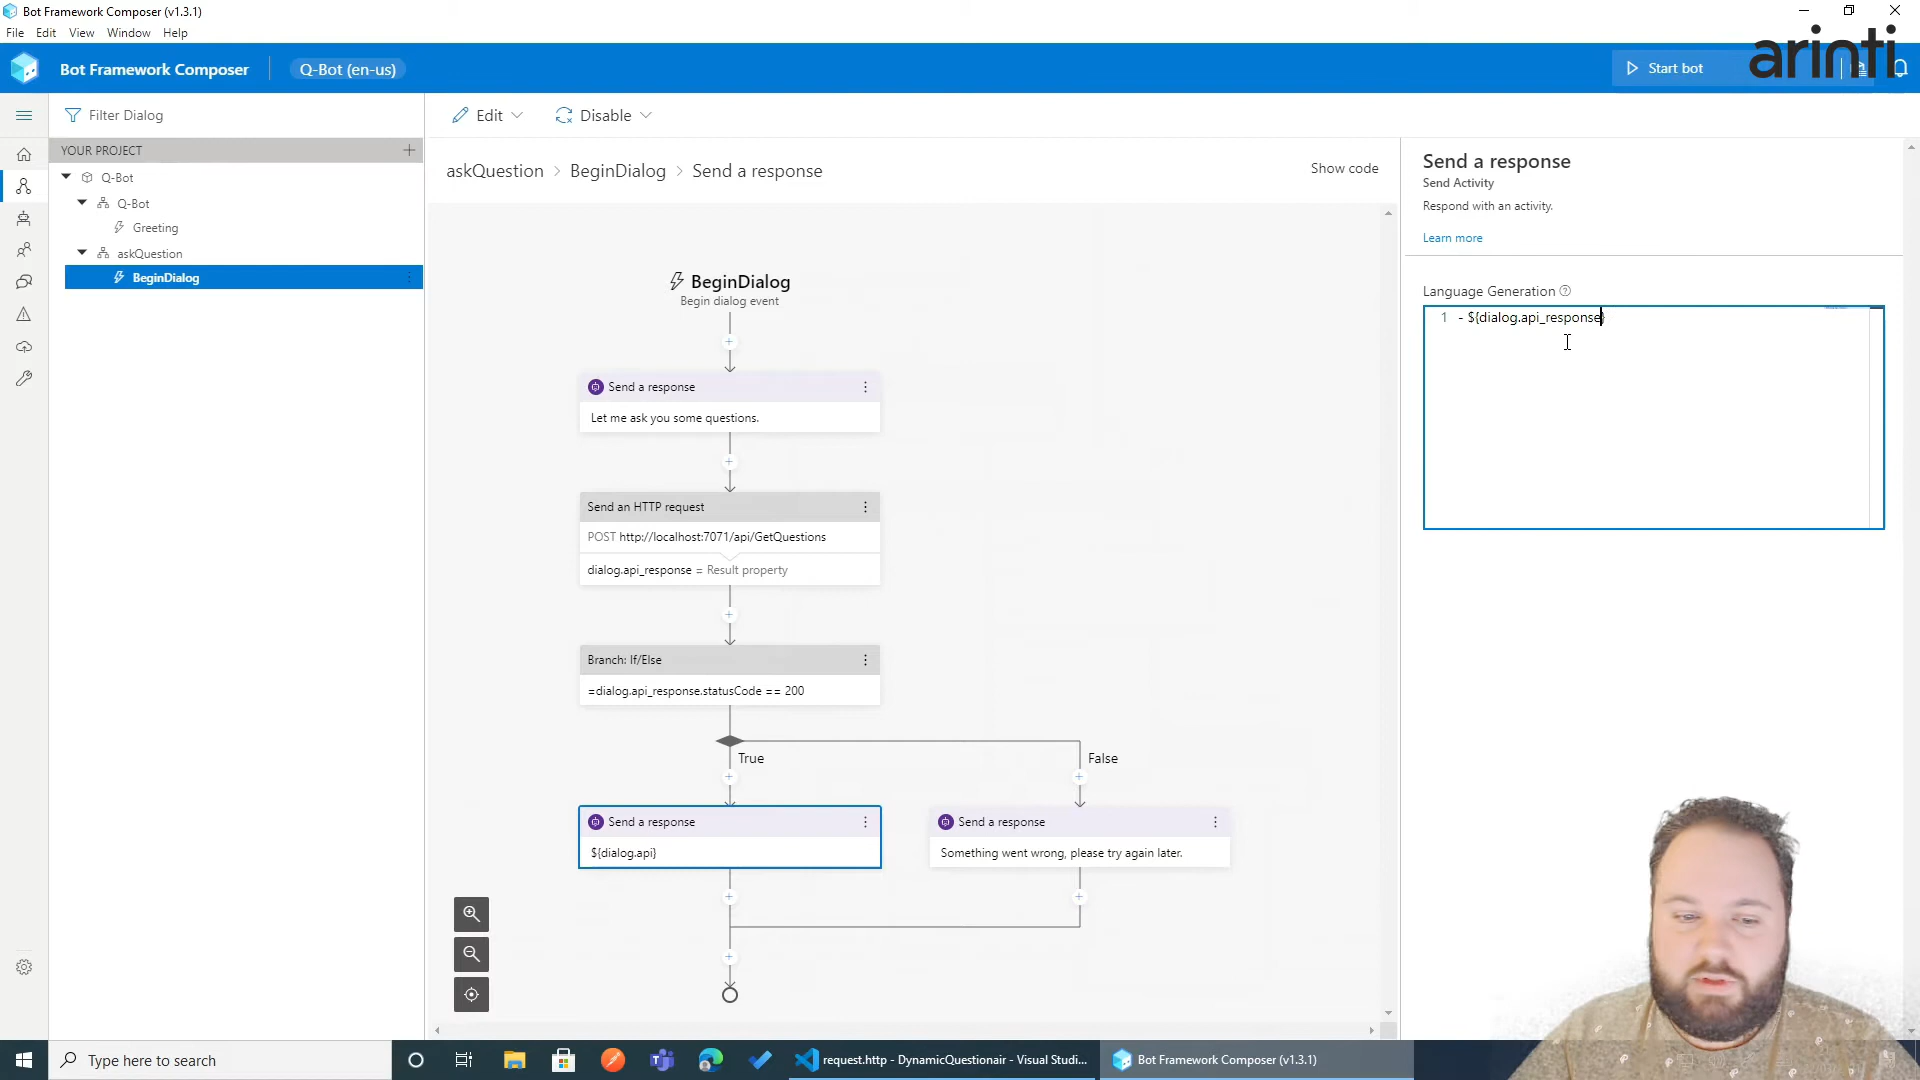 Bot Framework Composer (v1.3.1)
File Edit View Window Help
Bot Framework Composer Q-Bot (en-us) Start bot
arinti
Filter Dialog
Edit Disable
YOUR PROJECT
Q-Bot
Q-Bot
Greeting
askQuestion
BeginDialog
askQuestion > BeginDialog > Send a response
Show code
BeginDialog
Begin dialog event
Send a response
Let me ask you some questions.
Send an HTTP request
POST http://localhost:7071/api/GetQuestions
dialog.api_response = Result property
Branch: If/Else
=dialog.api_response.statusCode == 200
True
False
Send a response
${dialog.api}
Send a response
Something went wrong, please try again later.
Send a response
Send Activity
Respond with an activity.
Learn more
Language Generation
1 - ${dialog.api_response}
Type here to search
request.http - DynamicQuestionair - Visual Studi...
Bot Framework Composer (v1.3.1)